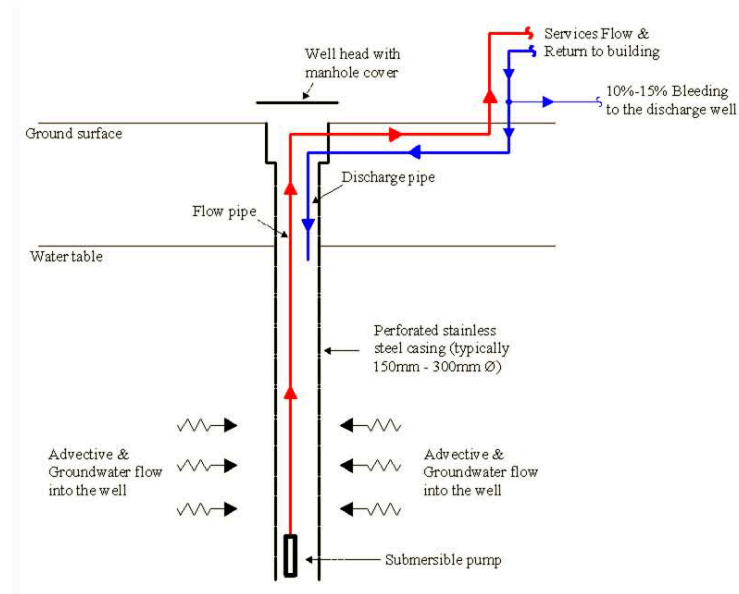 Services Flow &
Return to building
Well head with
manhole cover
10%-15% Bleeding
to the discharge well
Ground surface
Discharge pipe
Flow pipe
Water table
Perforated stainless
steel casing (typically
150mm - 300mm Ø)
Advective &
Groundwater flow
into the well
Advective &
Groundwater flow
into the well
Submersible pump